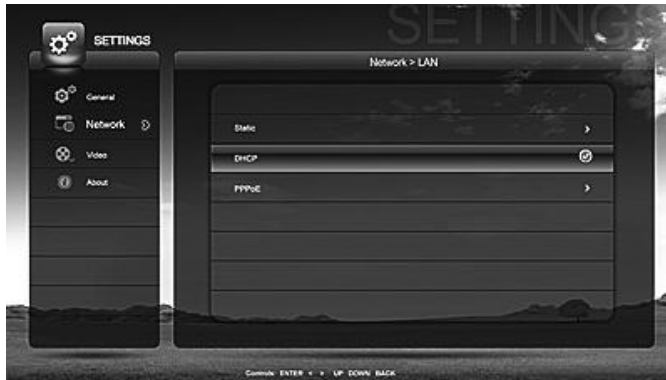 SETTINGS
SETTINGS
Network > LAN
General
Network
Video
About
Static
DHCP
PPPoE
Controls: ENTER < > UP DOWN BACK